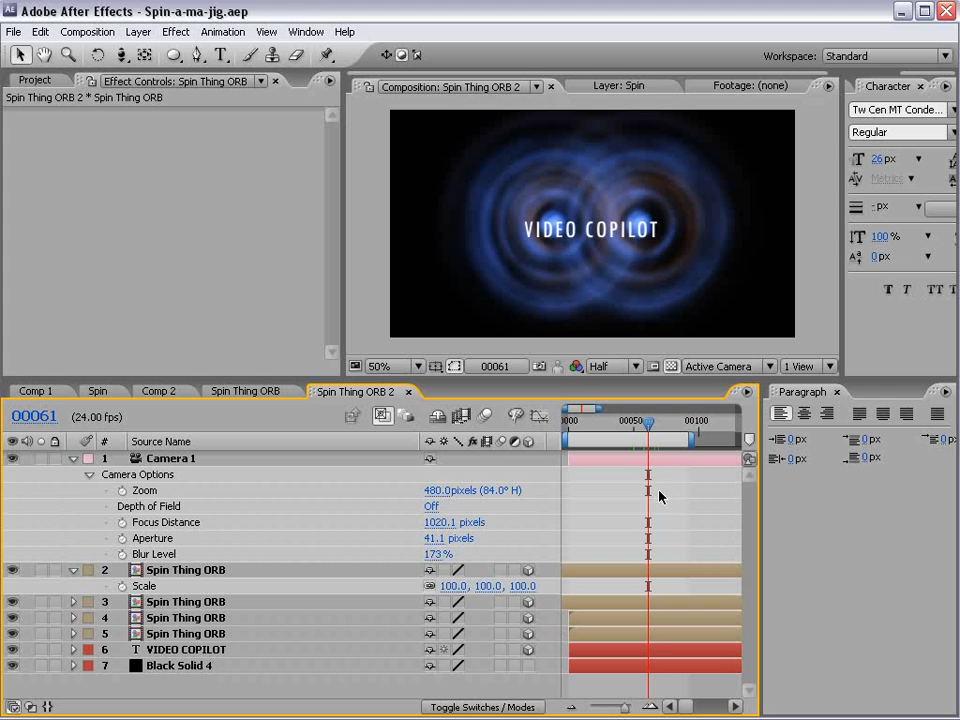 Adobe After Effects - Spin-a-ma-jig.aep
File Edit Composition Layer Effect Animation View Window Help
Workspace: Standard
Project Effect Controls: Spin Thing ORB
Spin Thing ORB 2 * Spin Thing ORB
Composition: Spin Thing ORB 2 Layer: Spin Footage: (none)
VIDEO COPILOT
50% 00061 Half Active Camera 1 View
Character
Tw Cen MT Conde...
Regular
26 px
Metrics 0
- px
100 %
0 px
T T TT
Comp 1 Spin Comp 2 Spin Thing ORB Spin Thing ORB 2
00061 (24.00 fps)
0000 00050 00100
# Source Name
1 Camera 1
Camera Options
Zoom 480.0 pixels (84.0° H)
Depth of Field Off
Focus Distance 1020.1 pixels
Aperture 41.1 pixels
Blur Level 173 %
2 Spin Thing ORB
Scale 100.0, 100.0, 100.0
3 Spin Thing ORB
4 Spin Thing ORB
5 Spin Thing ORB
6 T VIDEO COPILOT
7 Black Solid 4
Toggle Switches / Modes
Paragraph
0 px 0 px 0 px
0 px 0 px